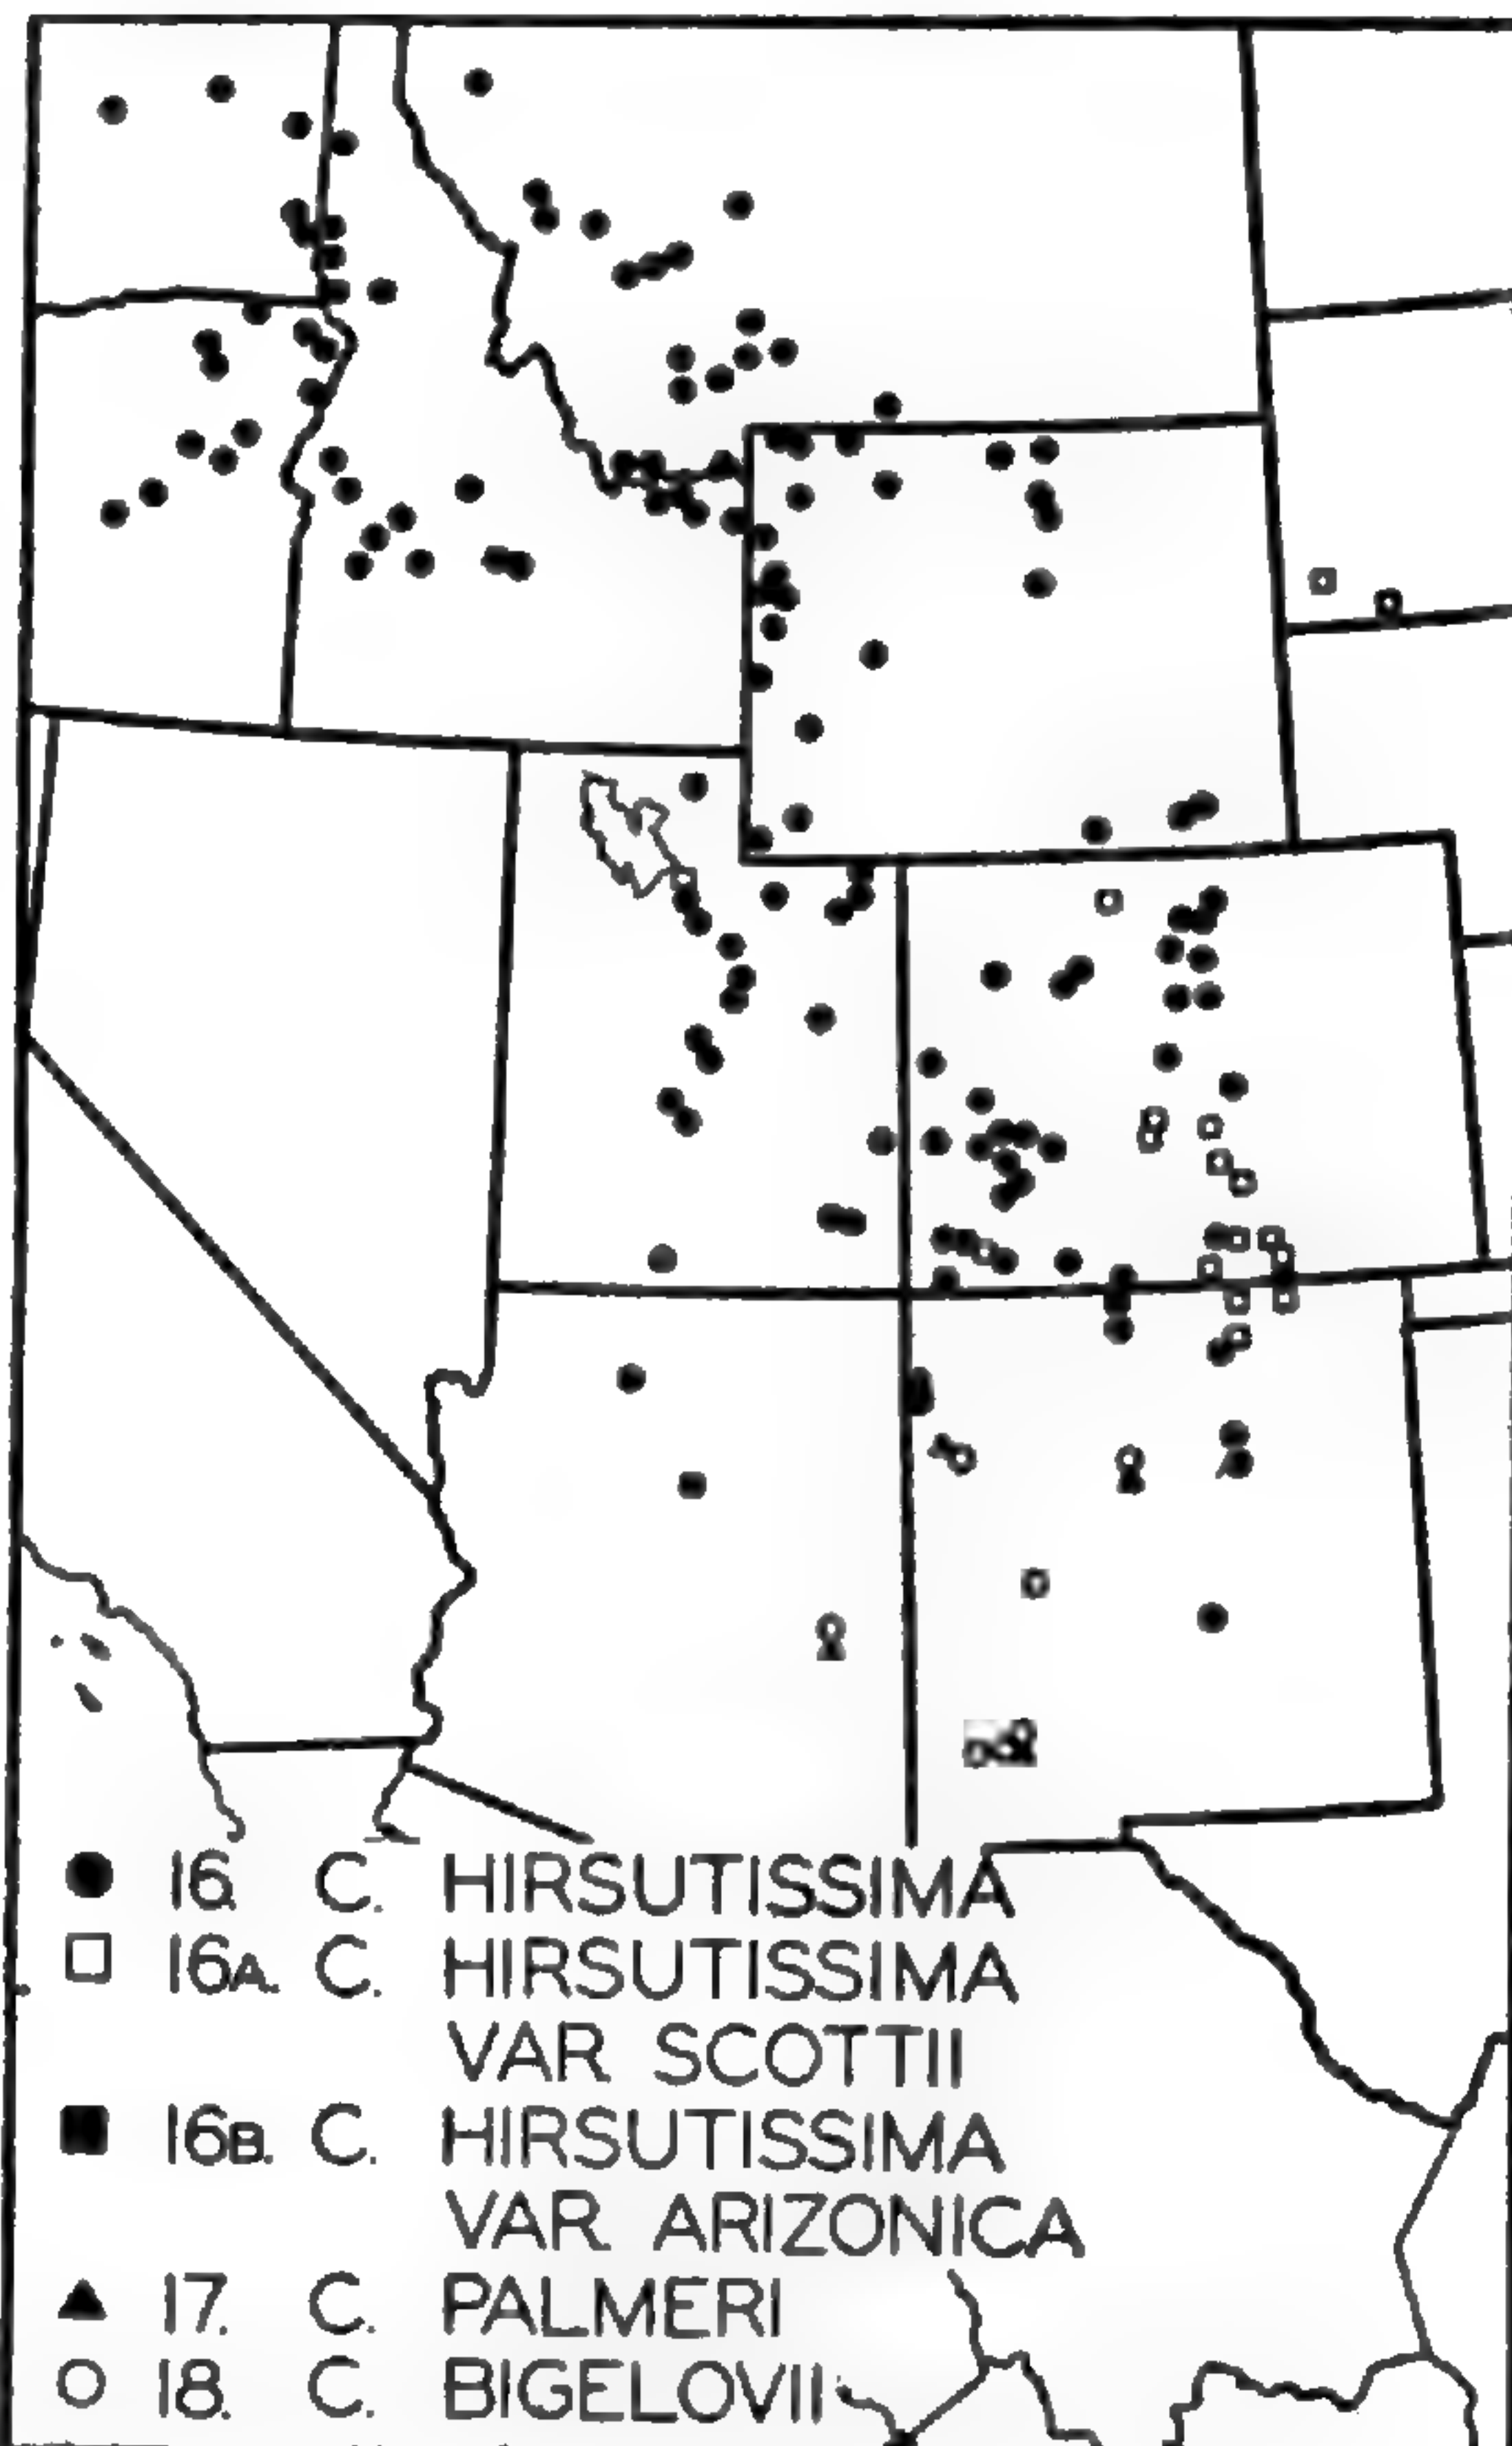 16. C. HIRSUTISSIMA
16A. C. HIRSUTISSIMA
VAR SCOTTII
16B. C. HIRSUTISSIMA
VAR. ARIZONICA
17. C. PALMERI
18. C. BIGELOVII